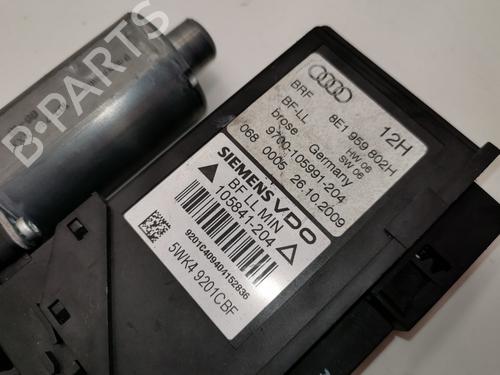 B-PARTS
BRF
12H
BF-LL
8E1 959 802H
brose
Germany
HW 06
SW 06
9700-105991-204
068 0005 26.10.2009
SIEMENS VDO
BF LL MIN
105841-204
9201C409404152836
5WK4 9201CBF